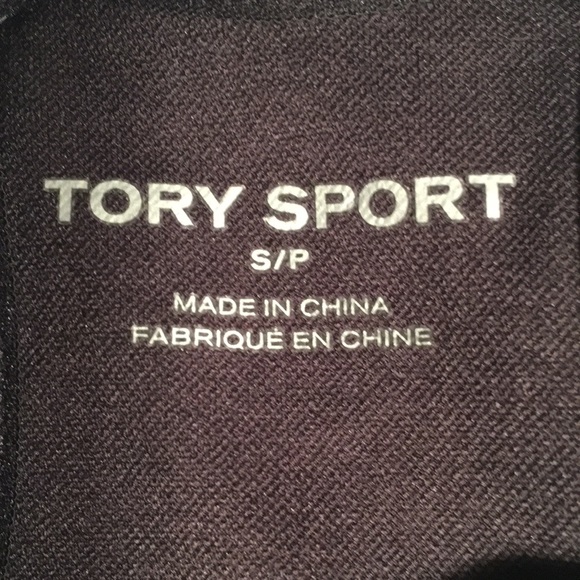 TORY SPORT
S/P
MADE IN CHINA
FABRIQUÉ EN CHINE